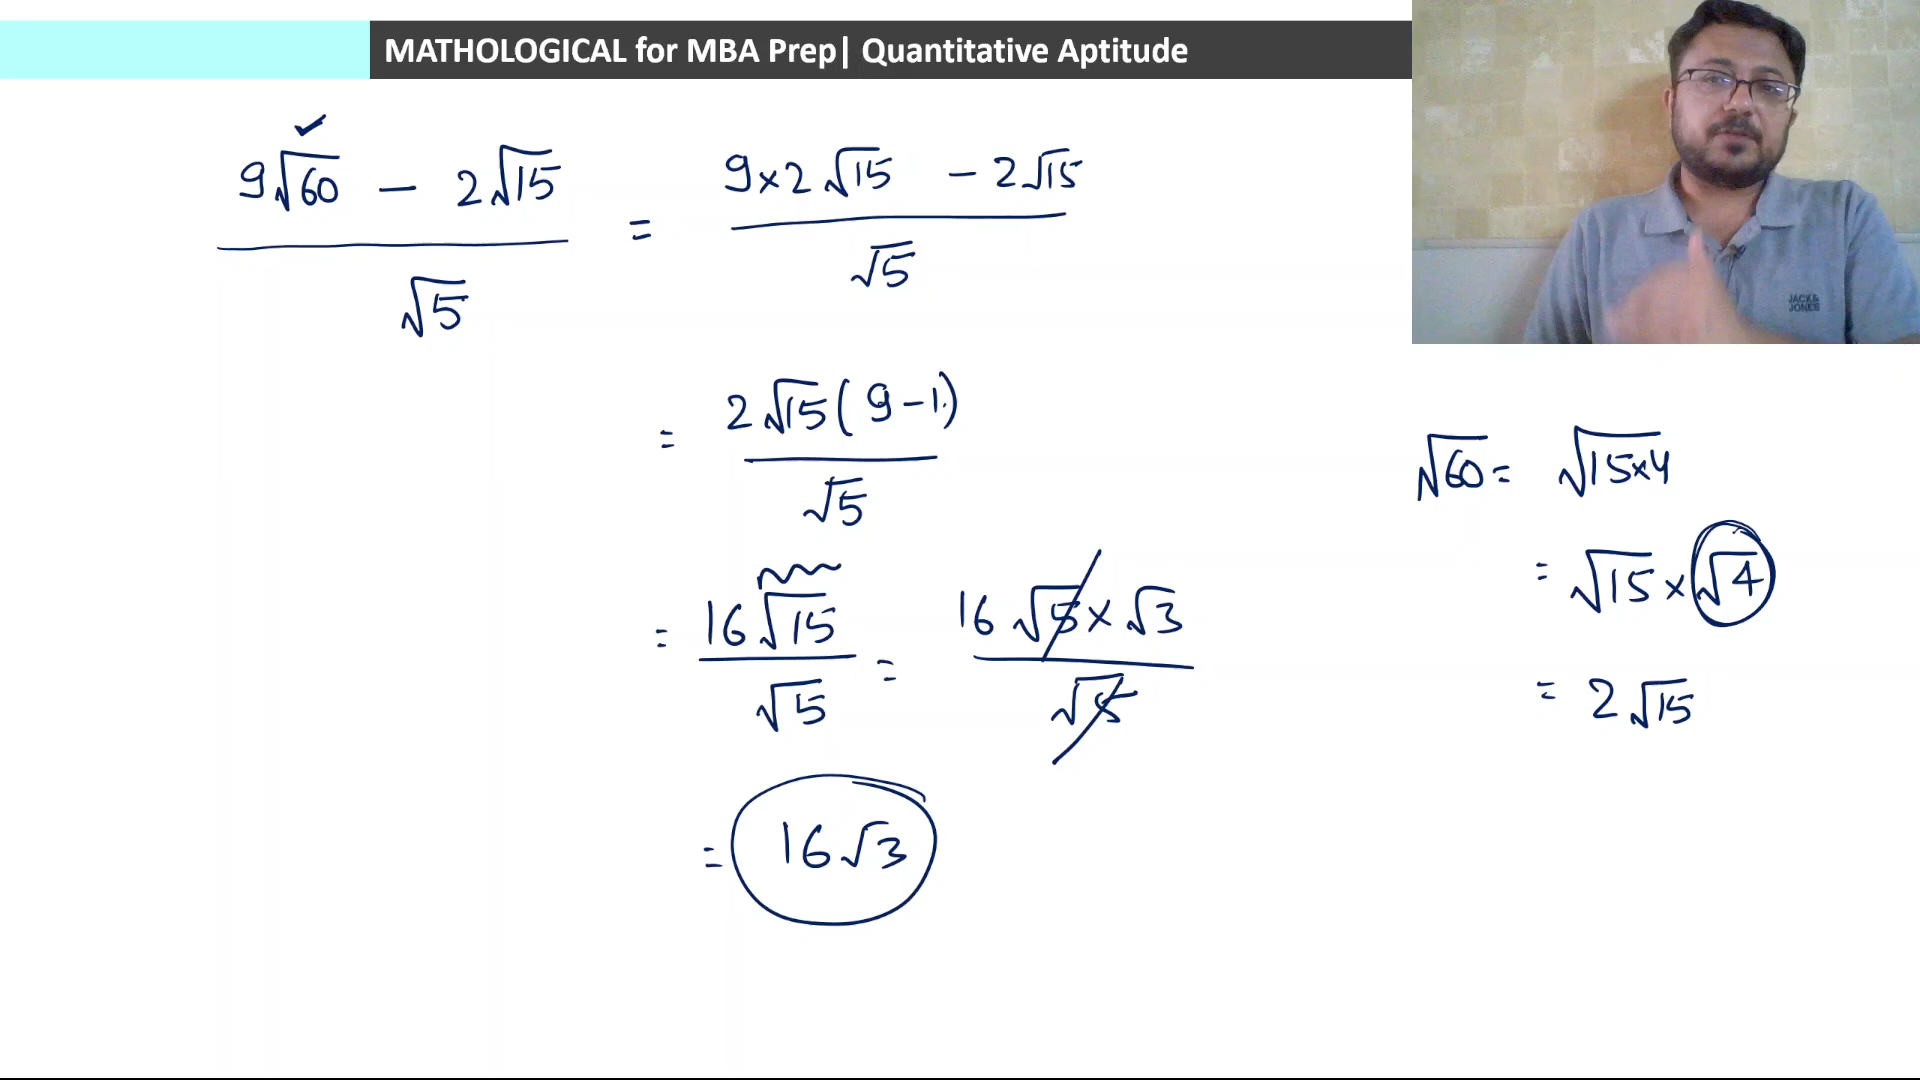 MATHOLOGICAL for MBA Prep| Quantitative Aptitude
JACK&
JONES
9√60 − 2√15 = 9×2√15 − 2√15
√5 √5
= 2√15(9−1)
√5
√60 = √15×4
= √15 × √4
= 2√15
= 16√15 = 16√5 × √3
√5 √5
= 16√3